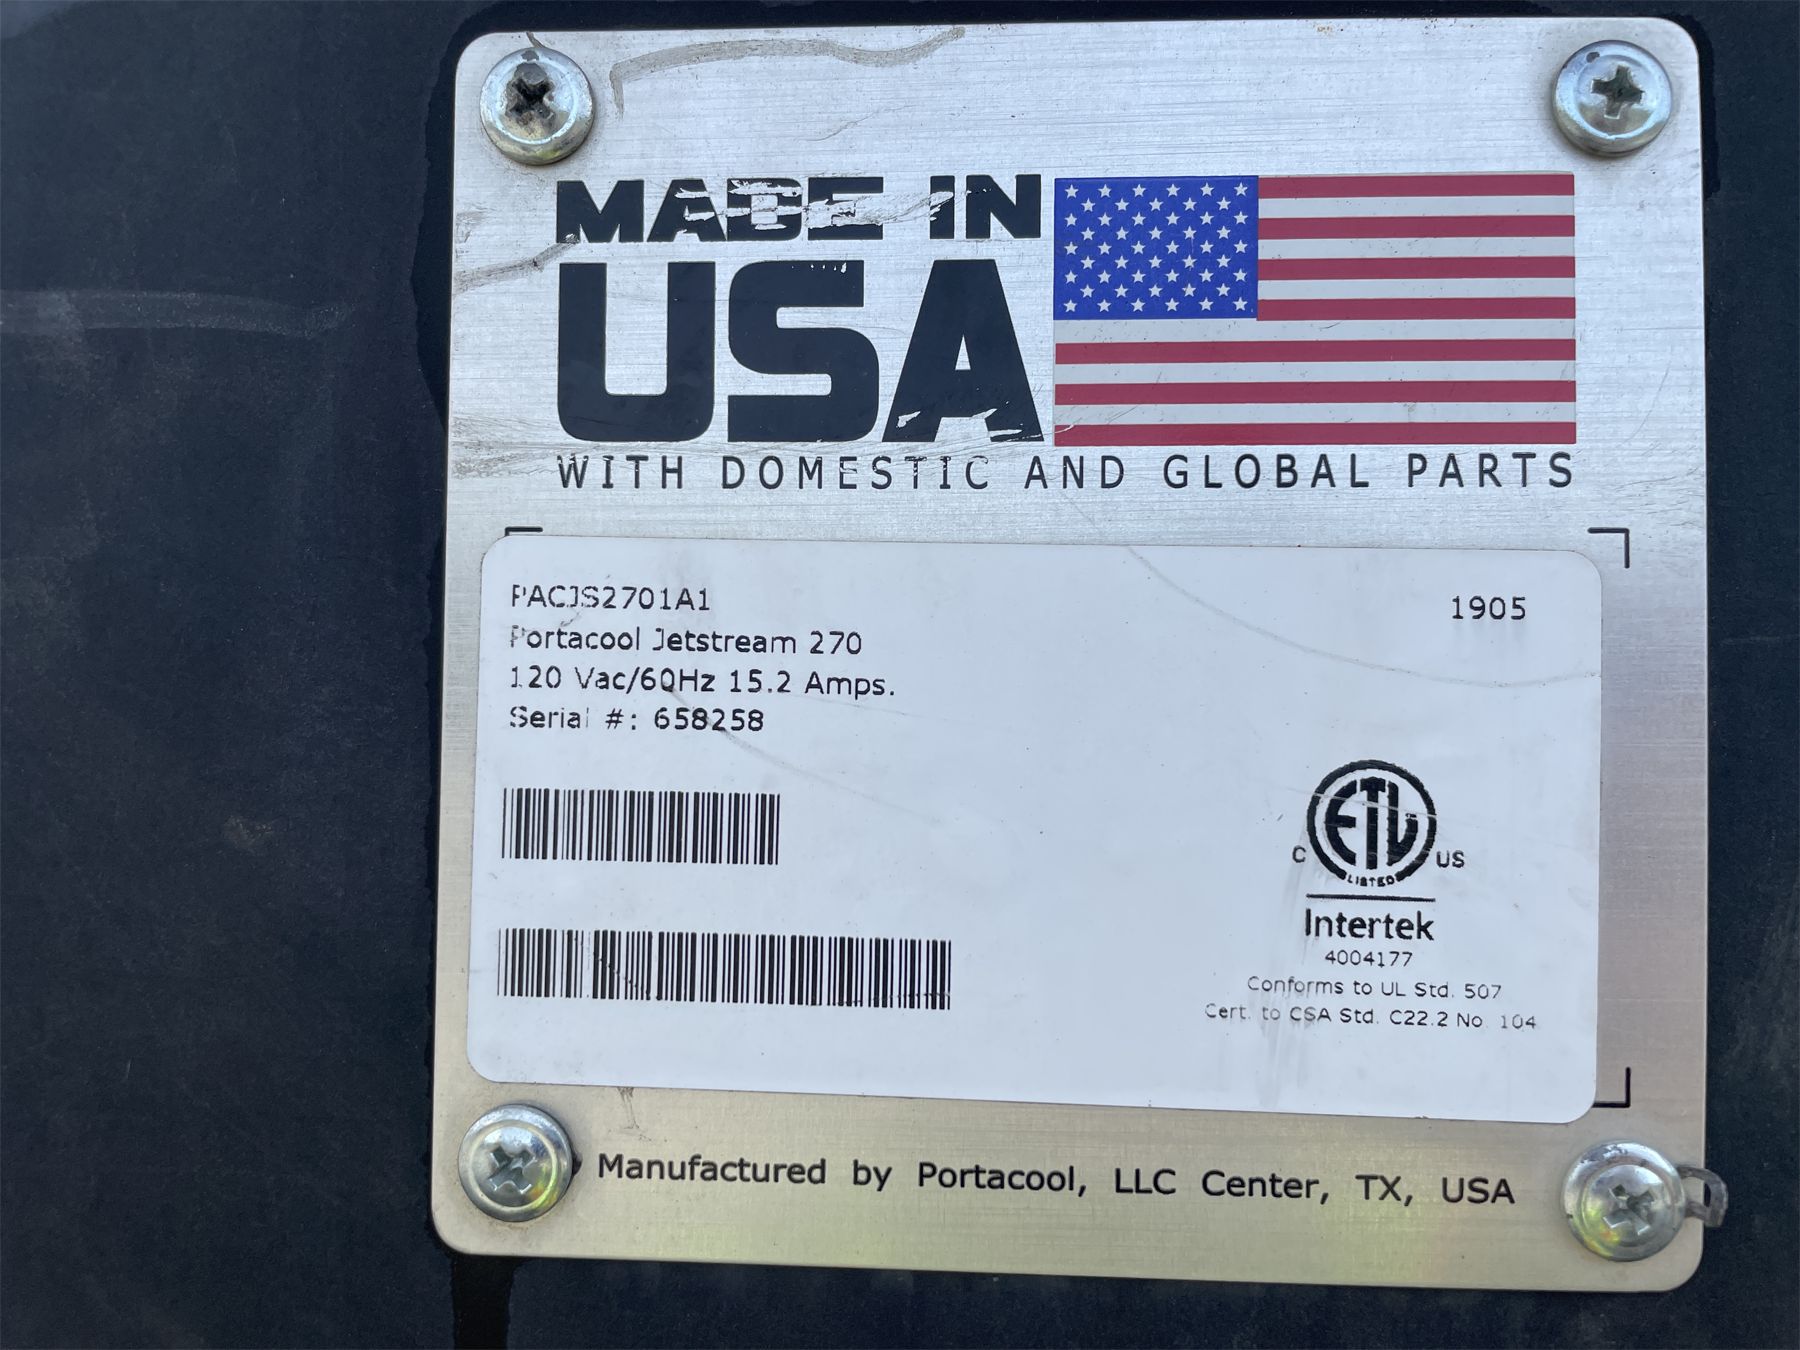 MADE IN
USA
WITH DOMESTIC AND GLOBAL PARTS
PACJS2701A1
1905
Portacool Jetstream 270
120 Vac/60Hz 15.2 Amps.
Serial #: 658258
ETL
C US
LISTED
Intertek
4004177
Conforms to UL Std. 507
Cert. to CSA Std. C22.2 No. 104
Manufactured by Portacool, LLC Center, TX, USA